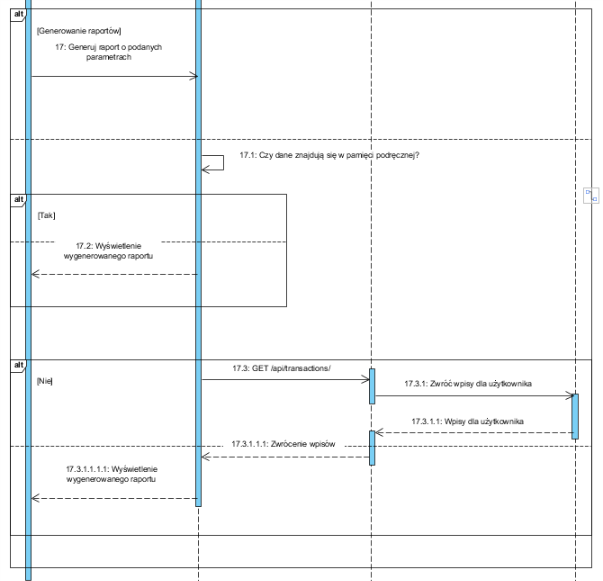 alt
[Generowanie raportów]
17: Generuj raport o podanych
parametrach
17.1: Czy dane znajdują się w pamięci podręcznej?
alt
[Tak]
17.2: Wyświetlenie
wygenerowanego raportu
alt
[Nie]
17.3: GET /api/transactions/
17.3.1: Zwróć wpisy dla użytkownika
17.3.1.1: Wpisy dla użytkownika
17.3.1.1.1: Zwrócenie wpisów
17.3.1.1.1.1: Wyświetlenie
wygenerowanego raportu